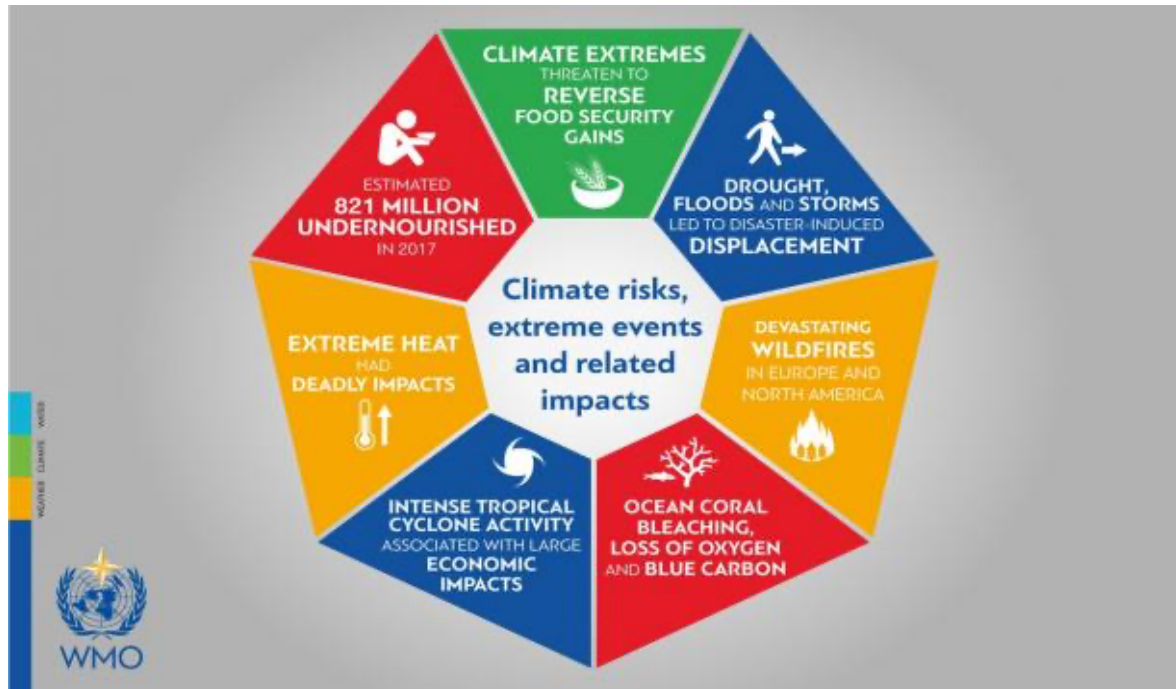 CLIMATE EXTREMES
THREATEN TO
REVERSE
FOOD SECURITY
GAINS
DROUGHT,
FLOODS AND STORMS
LED TO DISASTER-INDUCED
DISPLACEMENT
DEVASTATING
WILDFIRES
IN EUROPE AND
NORTH AMERICA
OCEAN CORAL
BLEACHING,
LOSS OF OXYGEN
AND BLUE CARBON
INTENSE TROPICAL
CYCLONE ACTIVITY
ASSOCIATED WITH LARGE
ECONOMIC
IMPACTS
EXTREME HEAT
HAD
DEADLY IMPACTS
ESTIMATED
821 MILLION
UNDERNOURISHED
IN 2017
Climate risks,
extreme events
and related
impacts
WEATHER CLIMATE WATER
WMO